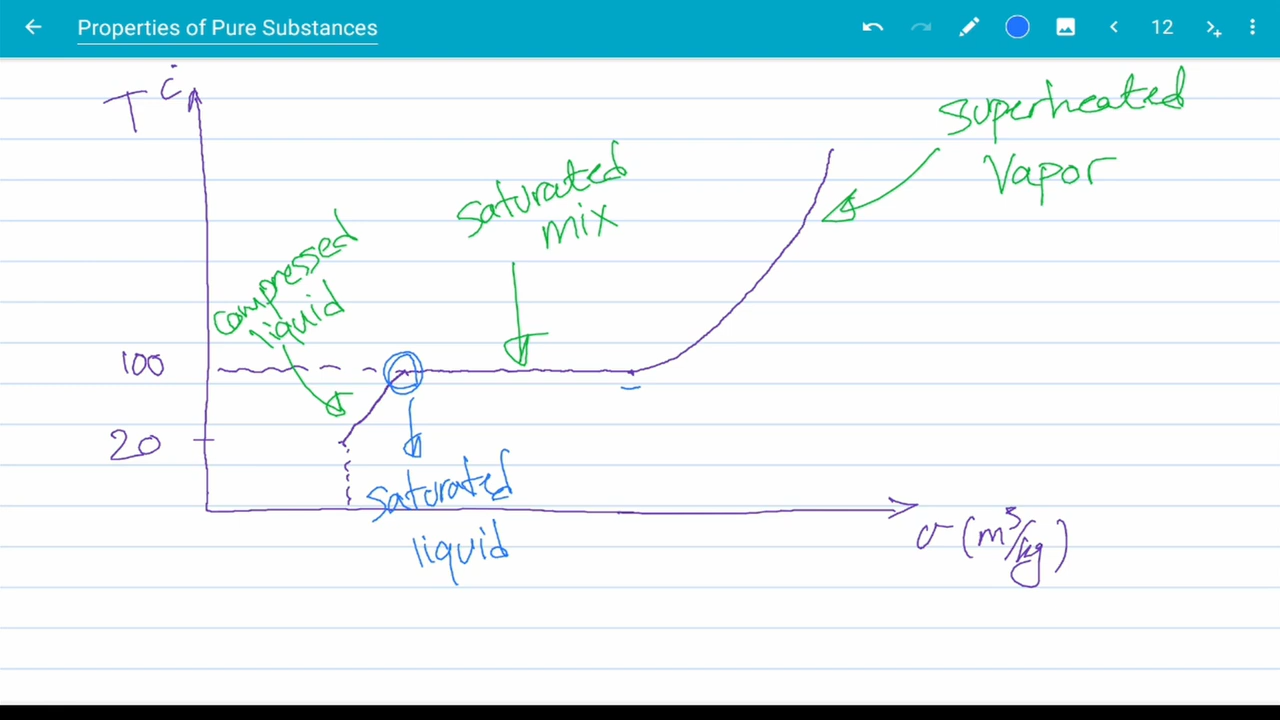 Properties of Pure Substances
12
T C°
superheated
vapor
saturated
mix
compressed
liquid
100
20
saturated
liquid
v (m³/kg)